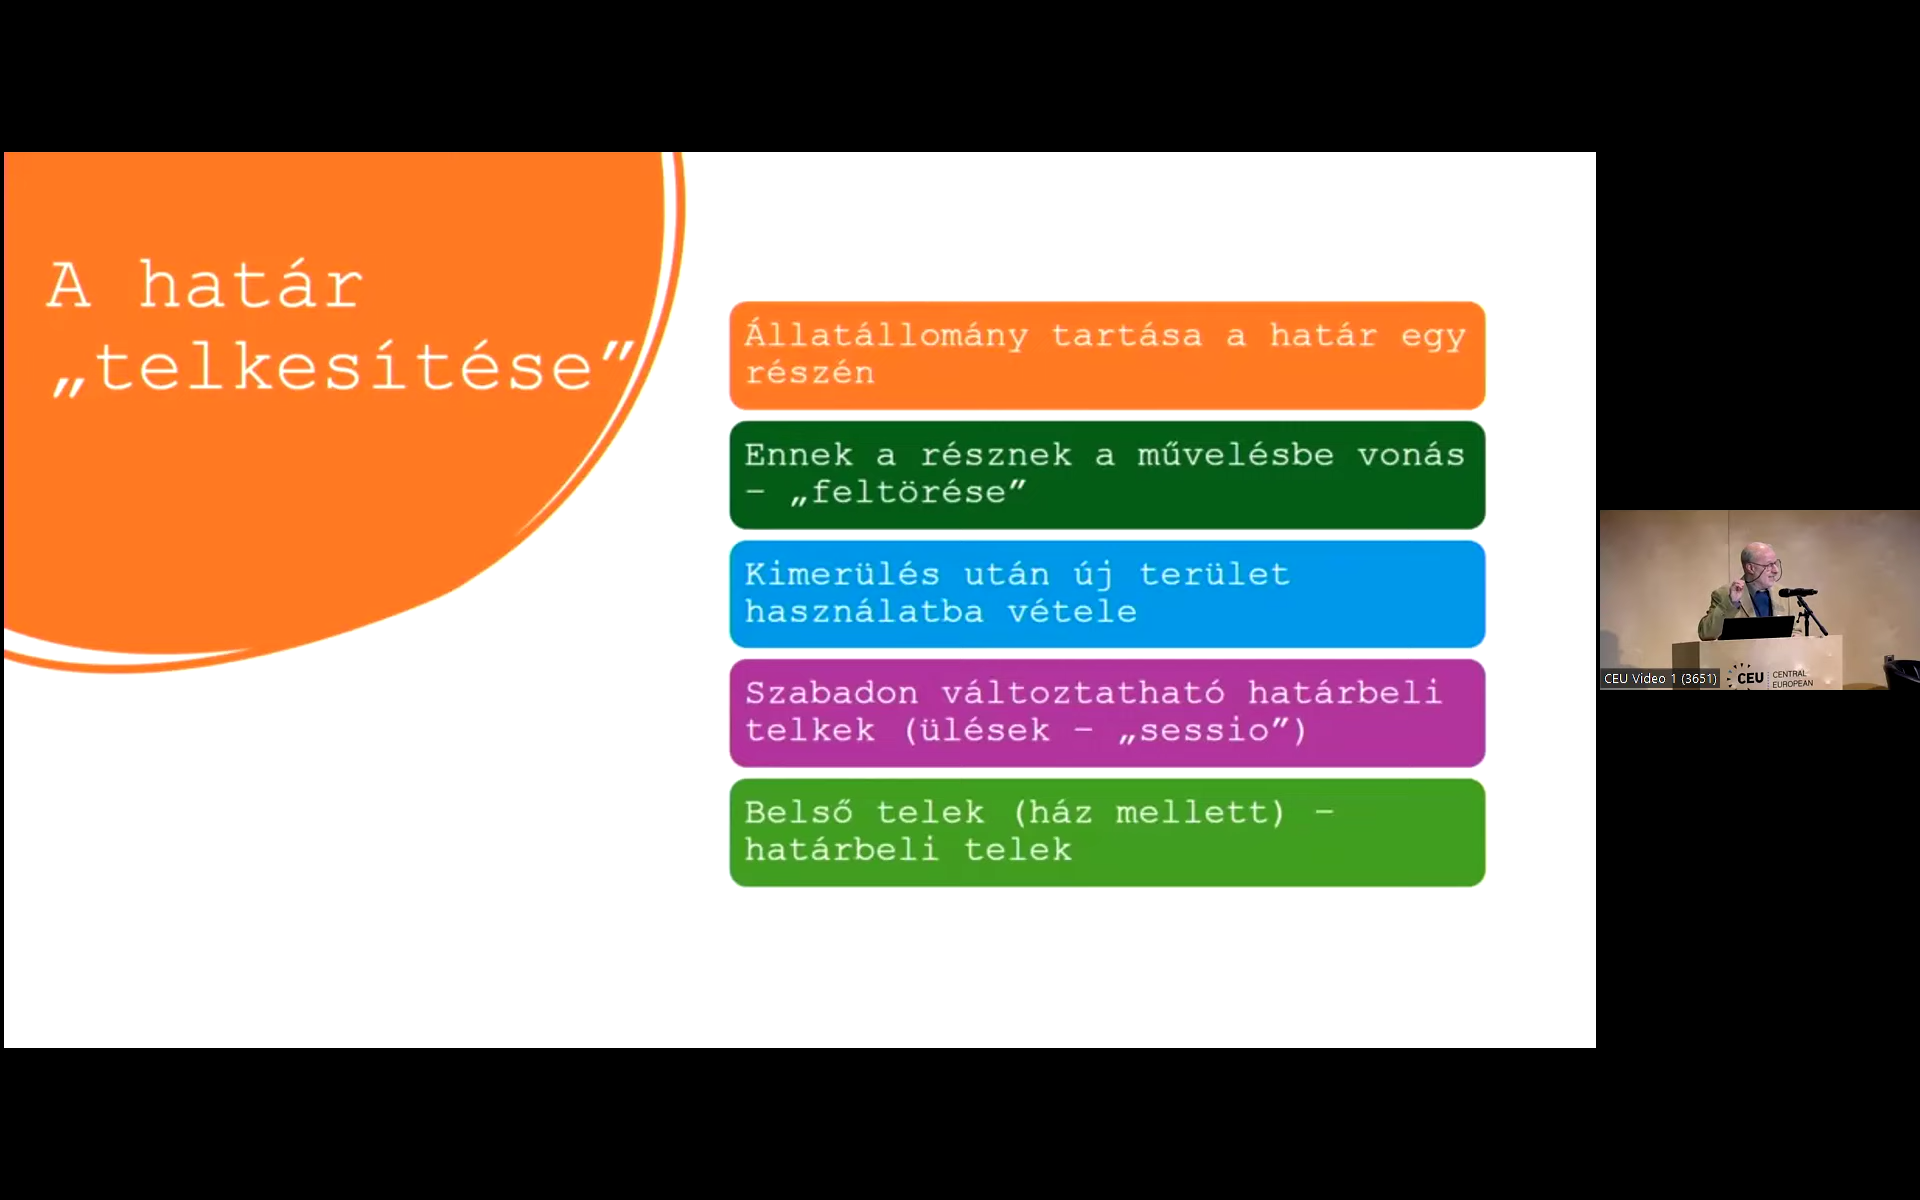 A határ
„telkesítése”
Állatállomány tartása a határ egy
részén
Ennek a résznek a művelésbe vonás
– „feltörése”
Kimerülés után új terület
használatba vétele
Szabadon változtatható határbeli
telkek (ülések – „sessio”)
Belső telek (ház mellett) –
határbeli telek
CEU Video 1 (3651)
CEU
CENTRAL
EUROPEAN